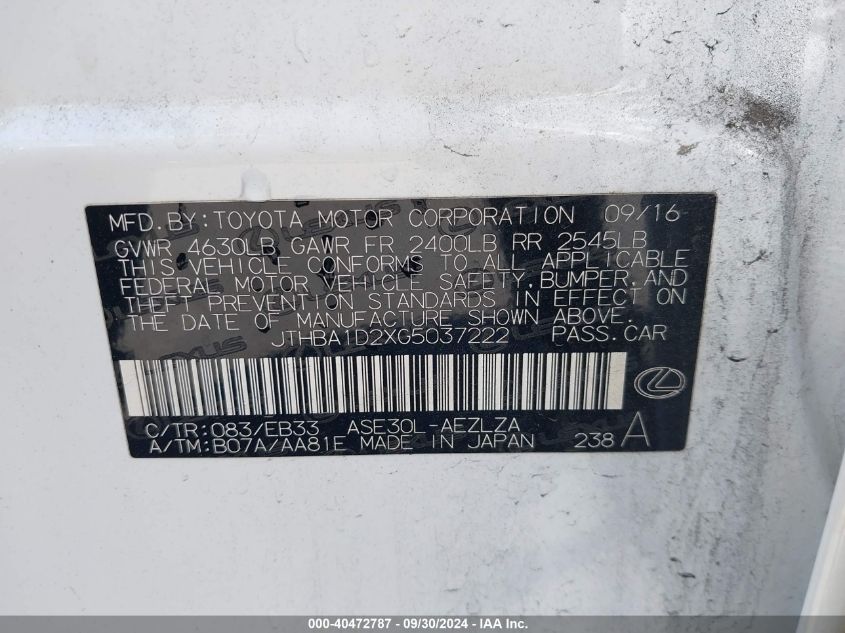 MFD.BY:TOYOTA MOTOR CORPORATION 09/16
GVWR 4630LB GAWR FR 2400LB RR 2545LB
THIS VEHICLE CONFORMS TO ALL APPLICABLE
FEDERAL MOTOR VEHICLE SAFETY,BUMPER,AND
THEFT PREVENTION STANDARDS IN EFFECT ON
THE DATE OF MANUFACTURE SHOWN ABOVE.
JTHBA1D2XG5037222 PASS.CAR
C/TR:083/EB33 ASE30L-AEZLZA
A/TM:B07A/AA81E MADE IN JAPAN 238 A
000-40472787 - 09/30/2024 - IAA Inc.